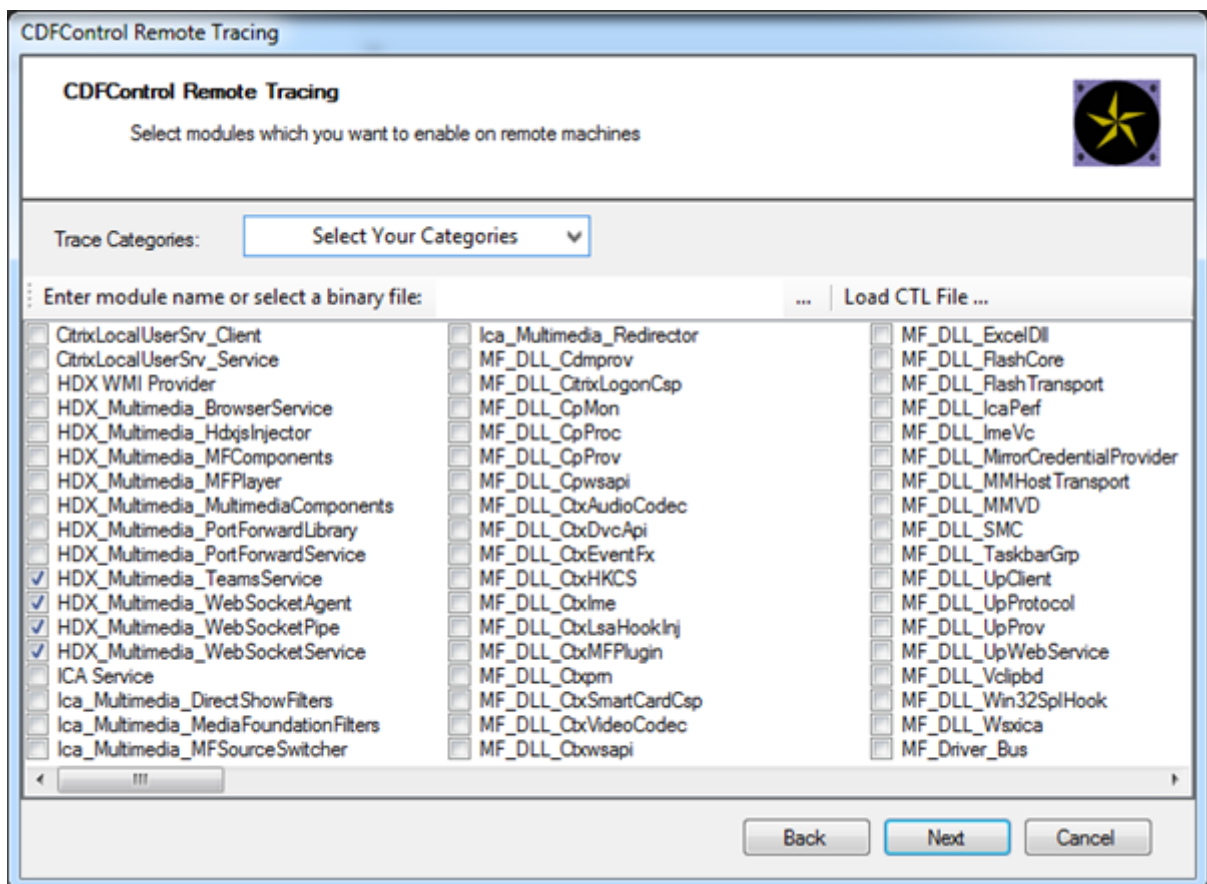 CDFControl Remote Tracing
CDFControl Remote Tracing
Select modules which you want to enable on remote machines
Trace Categories: Select Your Categories
Enter module name or select a binary file: ... Load CTL File ...
CitrixLocalUserSrv_Client Ica_Multimedia_Redirector MF_DLL_ExcelDll
CitrixLocalUserSrv_Service MF_DLL_Cdmprov MF_DLL_FlashCore
HDX WMI Provider MF_DLL_CitrixLogonCsp MF_DLL_FlashTransport
HDX_Multimedia_BrowserService MF_DLL_CpMon MF_DLL_IcaPerf
HDX_Multimedia_HdxjsInjector MF_DLL_CpProc MF_DLL_ImeVc
HDX_Multimedia_MFComponents MF_DLL_CpProv MF_DLL_MirrorCredentialProvider
HDX_Multimedia_MFPlayer MF_DLL_Cpwsapi MF_DLL_MMHostTransport
HDX_Multimedia_MultimediaComponents MF_DLL_CtxAudioCodec MF_DLL_MMVD
HDX_Multimedia_PortForwardLibrary MF_DLL_CtxDvcApi MF_DLL_SMC
HDX_Multimedia_PortForwardService MF_DLL_CtxEventFx MF_DLL_TaskbarGrp
HDX_Multimedia_TeamsService MF_DLL_CtxHKCS MF_DLL_UpClient
HDX_Multimedia_WebSocketAgent MF_DLL_CtxIme MF_DLL_UpProtocol
HDX_Multimedia_WebSocketPipe MF_DLL_CtxLsaHookInj MF_DLL_UpProv
HDX_Multimedia_WebSocketService MF_DLL_CtxMFPlugin MF_DLL_UpWebService
ICA Service MF_DLL_Ctxpm MF_DLL_Vclipbd
Ica_Multimedia_DirectShowFilters MF_DLL_CtxSmartCardCsp MF_DLL_Win32SplHook
Ica_Multimedia_MediaFoundationFilters MF_DLL_CtxVideoCodec MF_DLL_Wsxica
Ica_Multimedia_MFSourceSwitcher MF_DLL_Ctxwsapi MF_Driver_Bus
Back Next Cancel